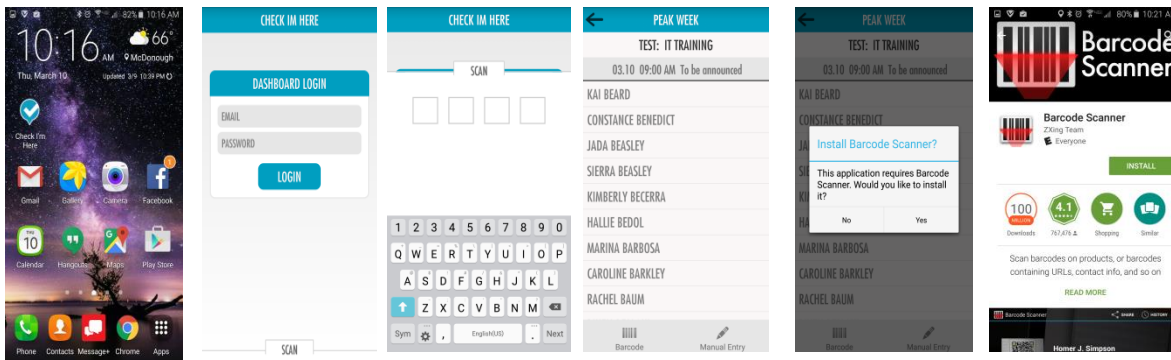 82% 10:16 AM
10:16 AM
66°
McDonough
Thu, March 10
Updated 3/9 10:39 PM
Check I'm
Here
1
Gmail Gallery Camera Facebook
THU
10
Calendar Hangouts Maps Play Store
Phone Contacts Message+ Chrome Apps
CHECK IM HERE
DASHBOARD LOGIN
EMAIL
PASSWORD
LOGIN
SCAN
CHECK IM HERE
SCAN
1 2 3 4 5 6 7 8 9 0
Q W E R T Y U I O P
A S D F G H J K L
Z X C V B N M
Sym , English(US) . Next
PEAK WEEK
TEST: IT TRAINING
03.10 09:00 AM To be announced
KAI BEARD
CONSTANCE BENEDICT
JADA BEASLEY
SIERRA BEASLEY
KIMBERLY BECERRA
HALLIE BEDOL
MARINA BARBOSA
CAROLINE BARKLEY
RACHEL BAUM
Barcode Manual Entry
PEAK WEEK
TEST: IT TRAINING
03.10 09:00 AM To be announced
KAI BEARD
CONSTANCE BENEDICT
JA
Install Barcode Scanner?
SIE
This application requires Barcode
Scanner. Would you like to install
it?
KI
No Yes
HA
MARINA BARBOSA
CAROLINE BARKLEY
RACHEL BAUM
Barcode Manual Entry
80% 10:21 A
Barcode
Scanner
Barcode Scanner
ZXing Team
E Everyone
INSTALL
100
MILLION
4.1
Downloads 767,476 Shopping Similar
Scan barcodes on products, or barcodes
containing URLs, contact info, and so on
READ MORE
Barcode Scanner SHARE HISTORY
Homer J. Simpson